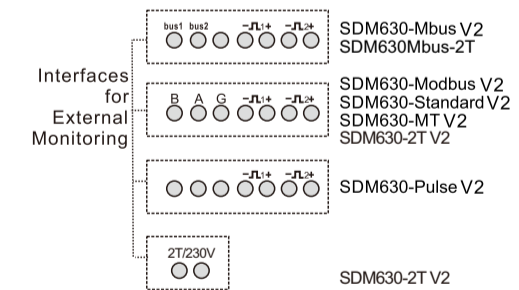 bus1 bus2 - 1+ - 2+
SDM630-Mbus V2
SDM630Mbus-2T
Interfaces
for
External
Monitoring
B A G - 1+ - 2+
SDM630-Modbus V2
SDM630-Standard V2
SDM630-MT V2
SDM630-2T V2
- 1+ - 2+
SDM630-Pulse V2
2T/230V
SDM630-2T V2